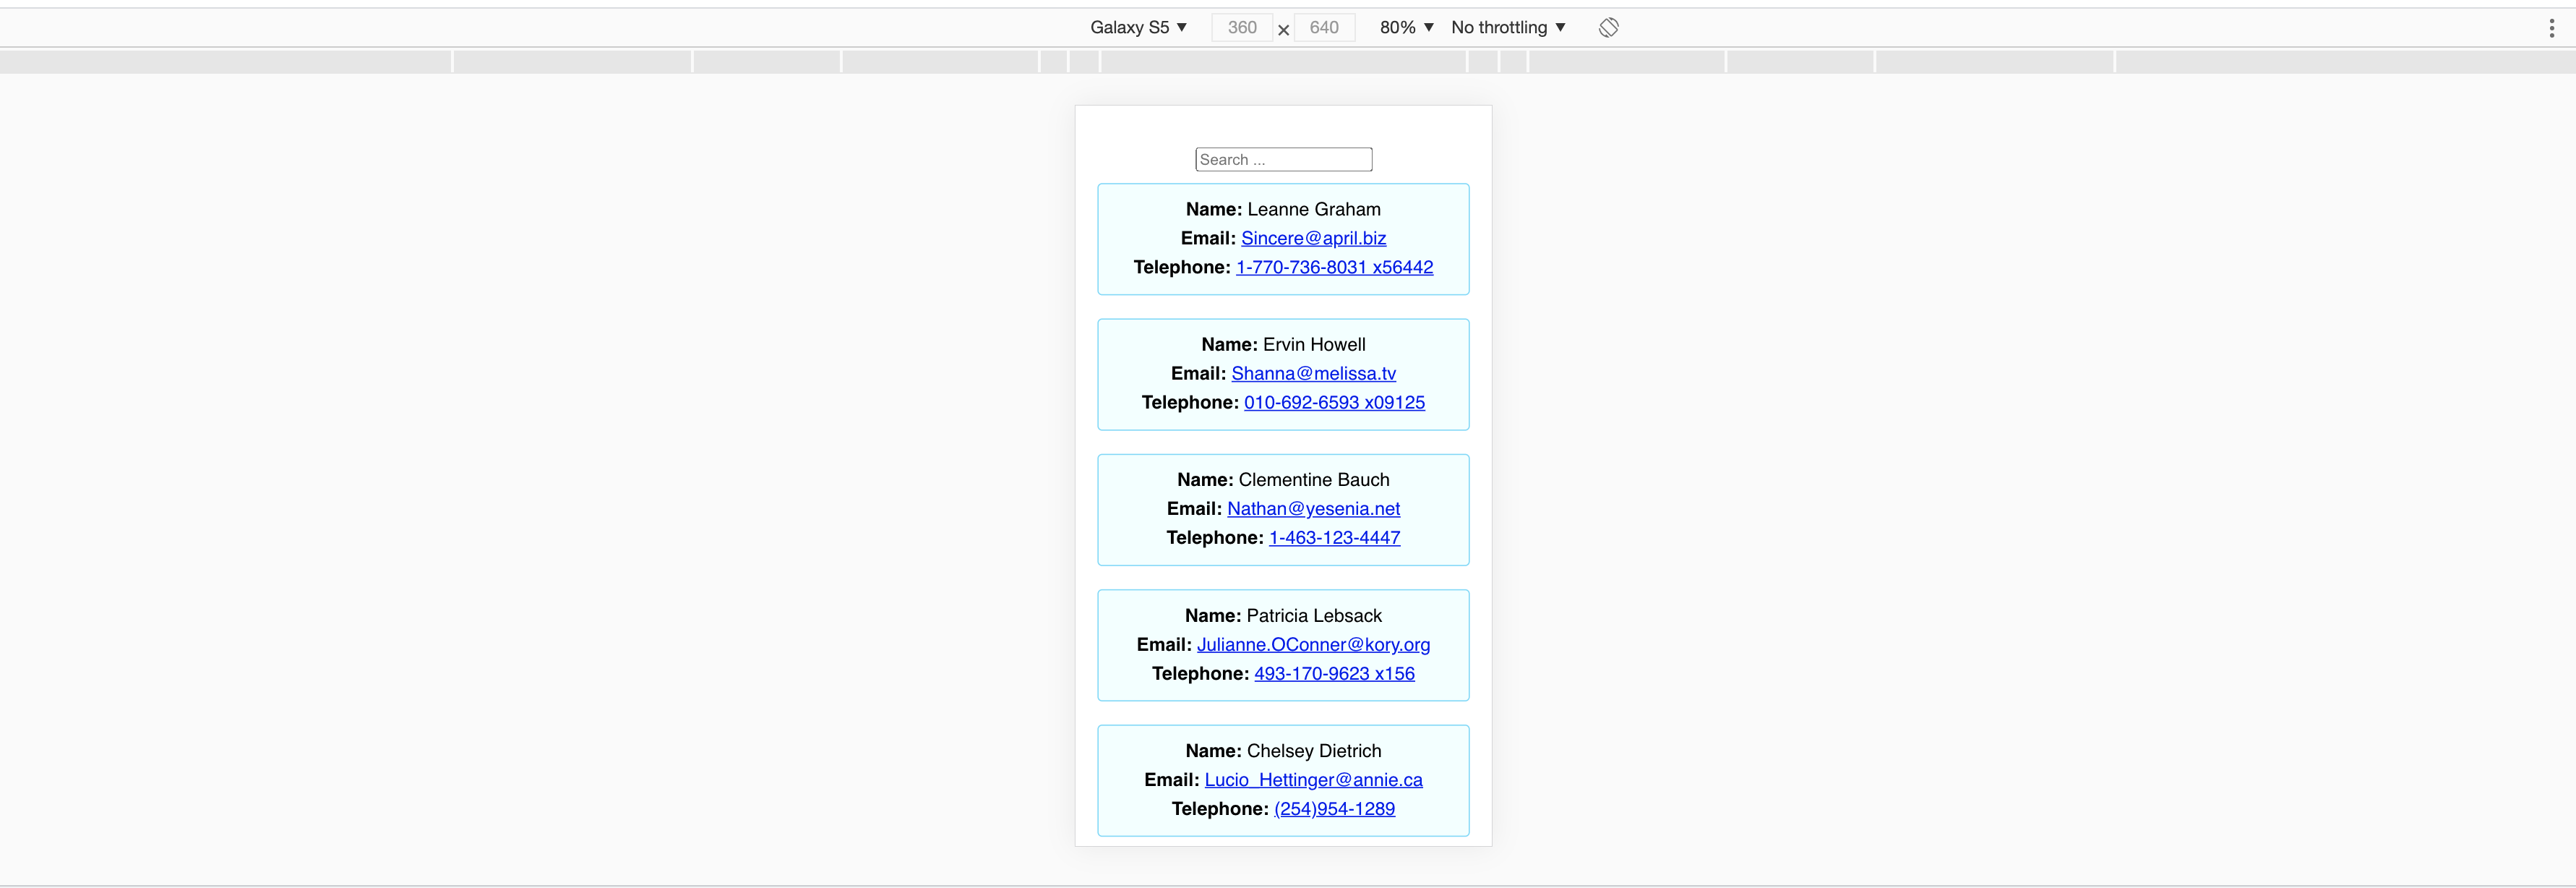 Galaxy S5 ▼ 360 × 640 80% ▼ No throttling ▼
Search ...
Name: Leanne Graham
Email: Sincere@april.biz
Telephone: 1-770-736-8031 x56442
Name: Ervin Howell
Email: Shanna@melissa.tv
Telephone: 010-692-6593 x09125
Name: Clementine Bauch
Email: Nathan@yesenia.net
Telephone: 1-463-123-4447
Name: Patricia Lebsack
Email: Julianne.OConner@kory.org
Telephone: 493-170-9623 x156
Name: Chelsey Dietrich
Email: Lucio_Hettinger@annie.ca
Telephone: (254)954-1289